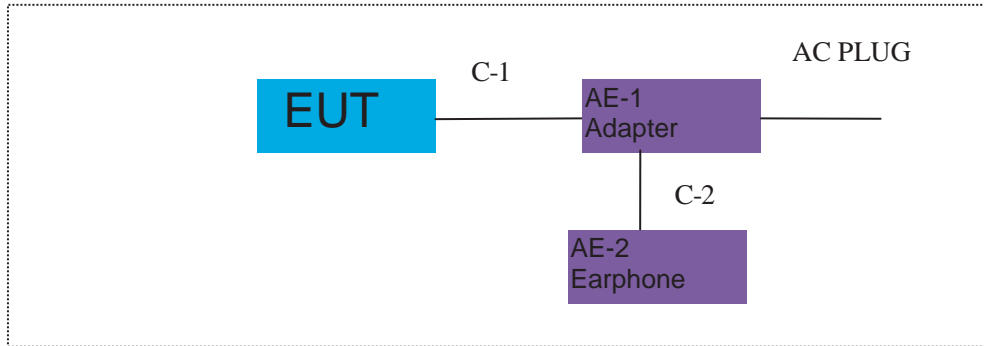 AC PLUG
C-1
EUT
AE-1
Adapter
C-2
AE-2
Earphone